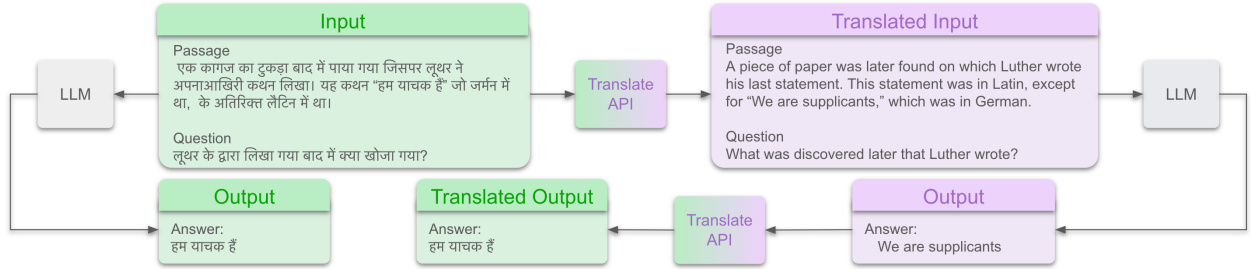 Input
Passage
एक कागज का टुकड़ा बाद में पाया गया जिसपर लूथर ने
अपनाआखिरी कथन लिखा। यह कथन “हम याचक हैं” जो जर्मन में
था,  के अतिरिक्त लैटिन में था।
Question
लूथर के द्वारा लिखा गया बाद में क्या खोजा गया?
LLM
Translate
API
Translated Input
Passage
A piece of paper was later found on which Luther wrote
his last statement. This statement was in Latin, except
for “We are supplicants,” which was in German.
Question
What was discovered later that Luther wrote?
LLM
Output
Answer:
हम याचक हैं
Translated Output
Answer:
हम याचक हैं
Translate
API
Output
Answer:
We are supplicants